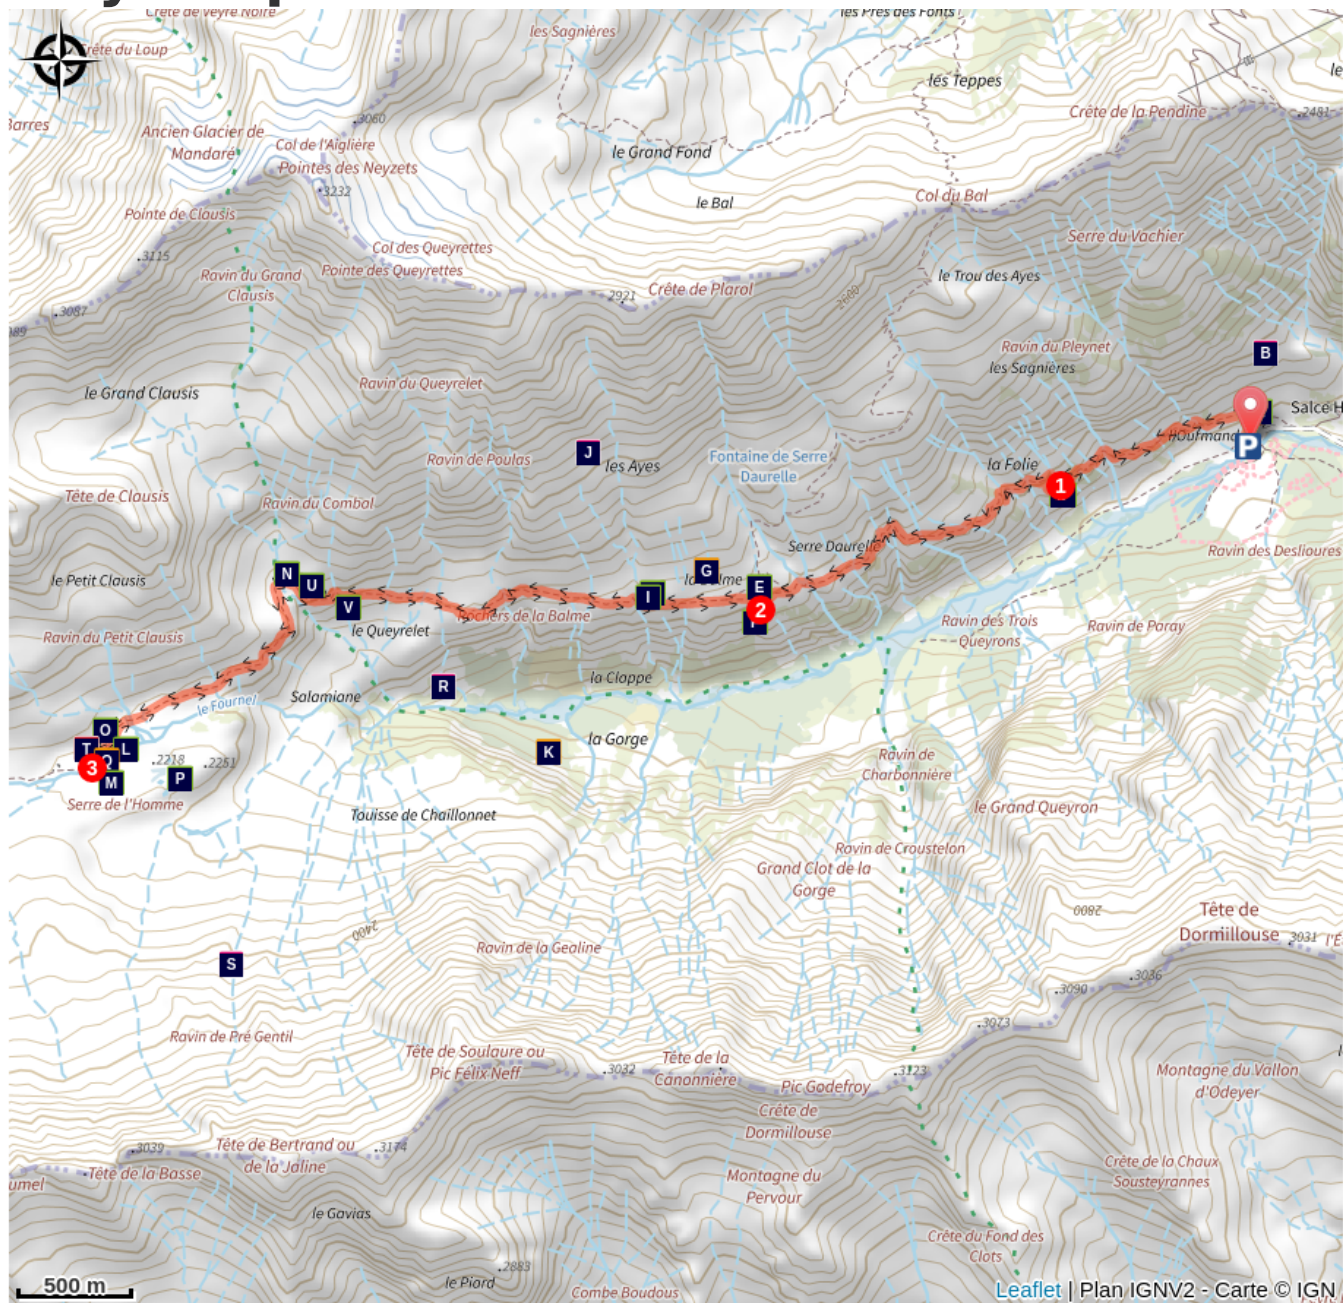 Crête de Veyre Noire
les Prés des Fonts
les Sagnières
Crête du Loup
les Teppes
Crête de la Pendine
2481
Barres
3060
Ancien Glacier de
Mandaré
Col de l'Aiglière
Pointes des Neyzets
le Grand Fond
3232
le Bal
Col du Bal
Pointe de Clausis
Serre du Vachier
Col des Queyrettes
3115
Pointe des Queyrettes
Ravin du Grand
Clausis
le Trou des Ayes
Crête de Plarol
2921
2600
3087
Ravin du Pleynet
B
les Sagnières
Ravin du Queyrelet
le Grand Clausis
Salce
P
la Folie
J
les Ayes
Ravin de Poulas
Fontaine de Serre
Daurelle
Tête de Clausis
Ravin du Combal
1
Serre Daurelle
Ravin des Deslioures
N
U
V
G
E
I
2
le Petit Clausis
Rochers de la Balme
le Queyrelet
Ravin du Petit Clausis
Ravin des Trois
Queyrons
Ravin de Paray
la Clappe
R
Salamiane
le Fournel
O
T
L
Q
3
M
P
2218
2251
Serre de l'Homme
la Gorge
K
Ravin de
Charbonnière
Touisse de Chaillonnet
le Grand Queyron
Ravin de Croustelon
Grand Clot de la
Gorge
2400
2800
Tête de
Dormillouse
3031
Ravin de la Gealine
S
3036
3090
3073
Ravin de Pré Gentil
Tête de Soulaure ou
Pic Félix Neff
3032
Tête de la
Canonnière
3123
Pic Godefroy
Montagne du Vallon
d'Odeyer
Crête de
Dormillouse
3039
Tête de Bertrand ou
de la Jaline
3174
Tête de la Basse
Montagne du
Pervour
Crête de la Chaux
Sousteyrannes
le Gavias
Crête du Fond des
Clots
2883
le Piard
Combe Boudous
500 m
Leaflet | Plan IGNV2 - Carte © IGN